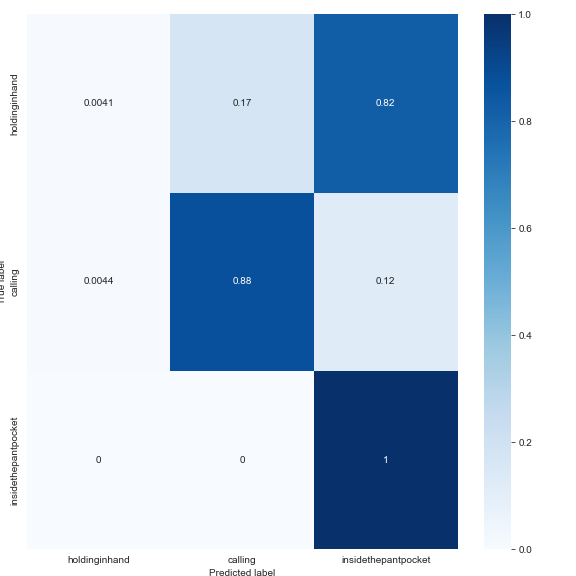 holdinginhand
0.0041
0.17
0.82
True label
calling
0.0044
0.88
0.12
insidethepantpocket
0
0
1
holdinginhand
calling
insidethepantpocket
Predicted label
1.0
0.8
0.6
0.4
0.2
0.0